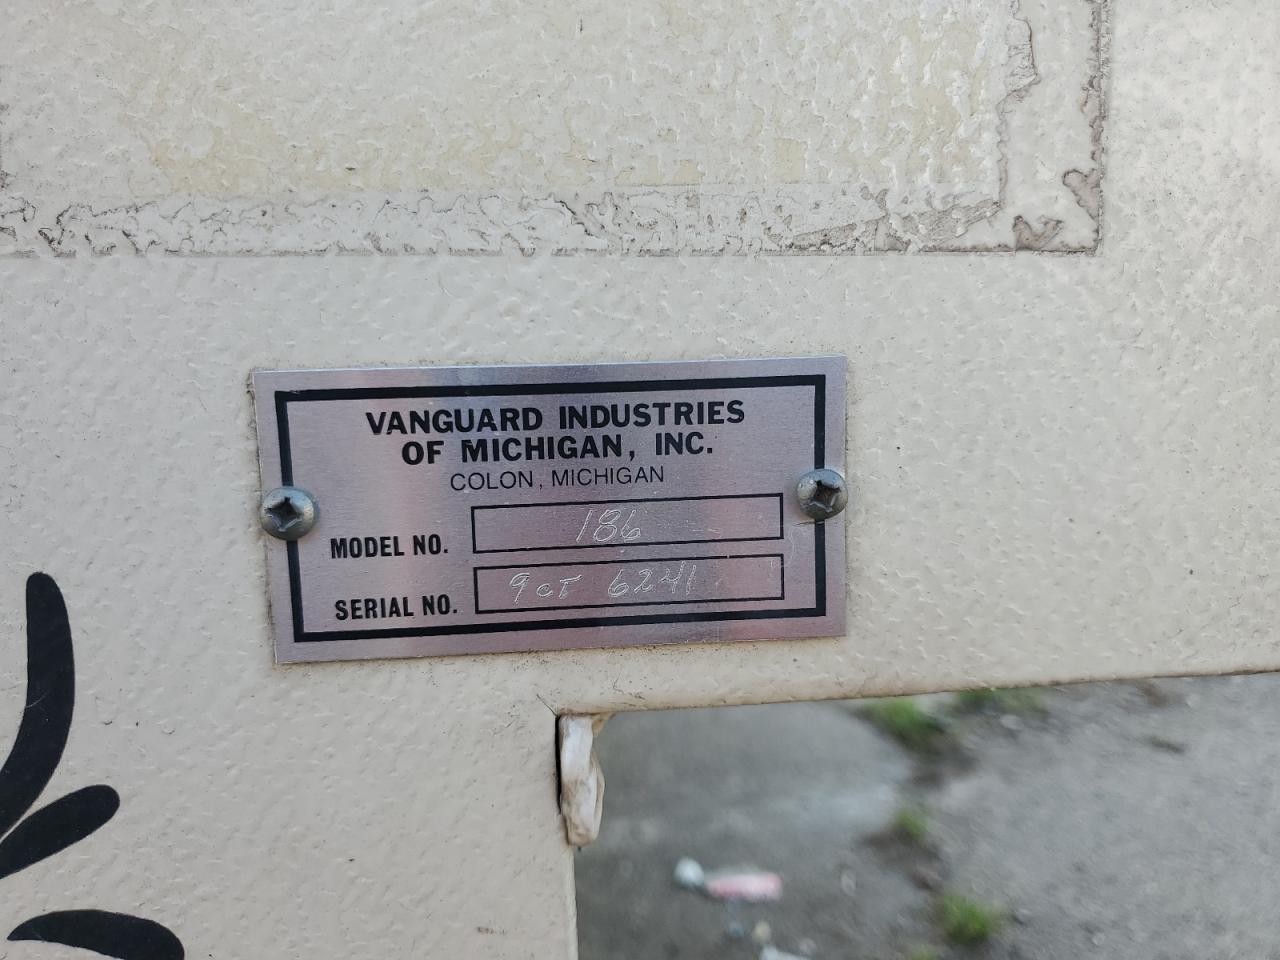 VANGUARD INDUSTRIES
OF MICHIGAN, INC.
COLON, MICHIGAN
MODEL NO. 186
SERIAL NO. 9CT 6241